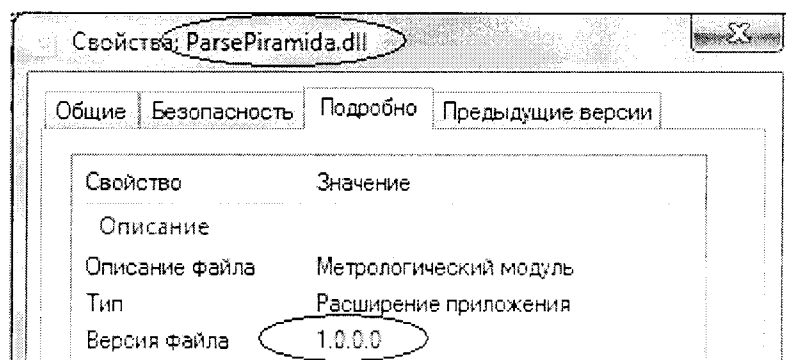 Свойства: ParsePiramida.dll
Общие Безопасность Подробно Предыдущие версии
Свойство Значение
Описание
Описание файла Метрологический модуль
Тип Расширение приложения
Версия файла 1.0.0.0